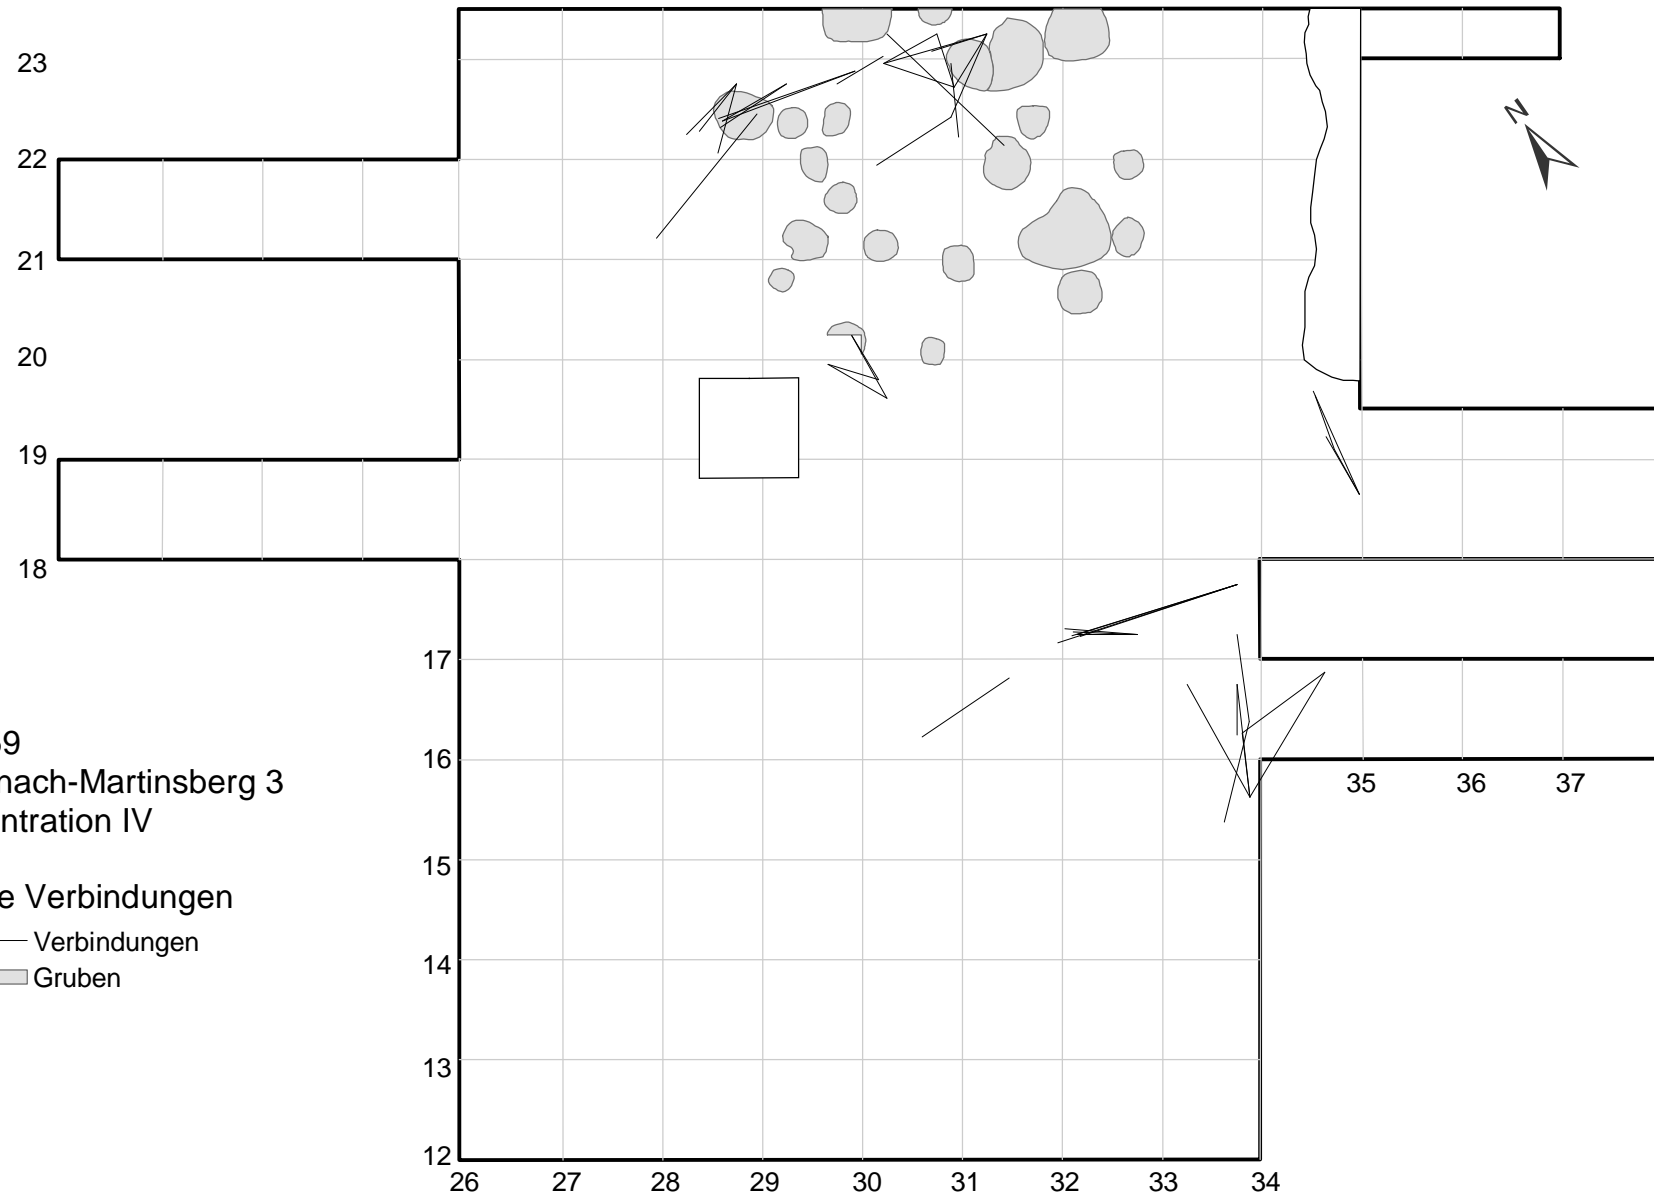 23
N
22
21
20
19
18
17
9
nach-Martinsberg 3
16
35 36 37
ntration IV
15
e Verbindungen
Verbindungen
14
Gruben
13
12
26 27 28 29 30 31 32 33 34